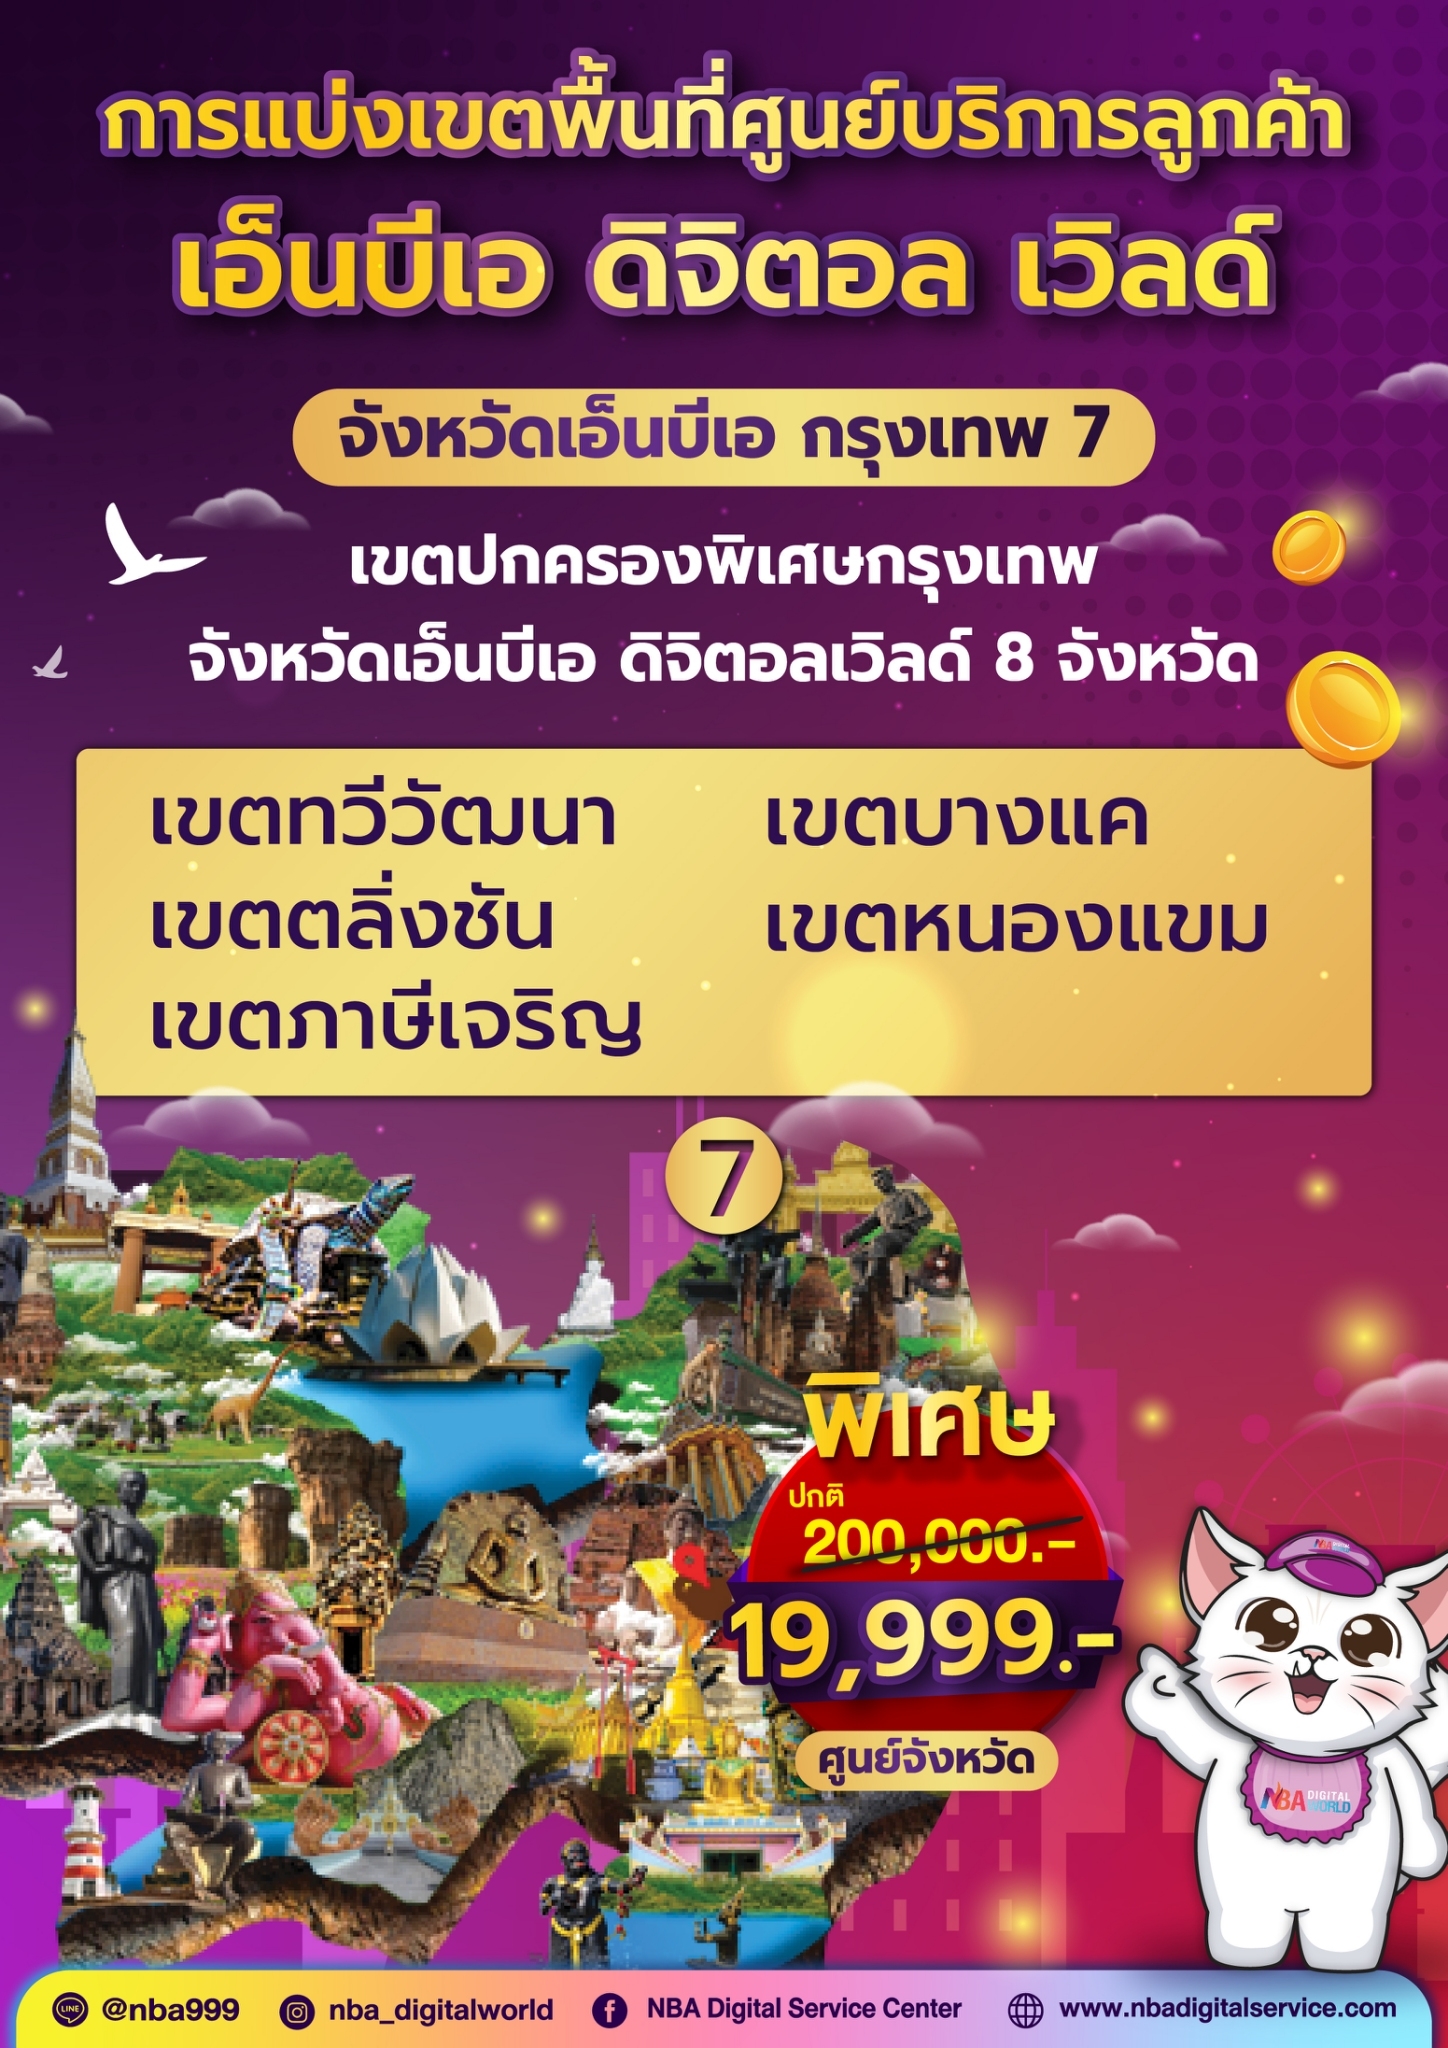 การแบ่งเขตพื้นที่ศูนย์บริการลูกค้า
เอ็นบีเอ ดิจิตอล เวิลด์
จังหวัดเอ็นบีเอ กรุงเทพ 7
เขตปกครองพิเศษกรุงเทพ
จังหวัดเอ็นบีเอ ดิจิตอลเวิลด์ 8 จังหวัด
เขตทวีวัฒนา
เขตตลิ่งชัน
เขตภาษีเจริญ
เขตบางแค
เขตหนองแขม
7
พิเศษ
ปกติ
200,000.-
19,999.-
ศูนย์จังหวัด
NBA DIGITAL WORLD
LINE @nba999
nba_digitalworld
NBA Digital Service Center
www.nbadigitalservice.com